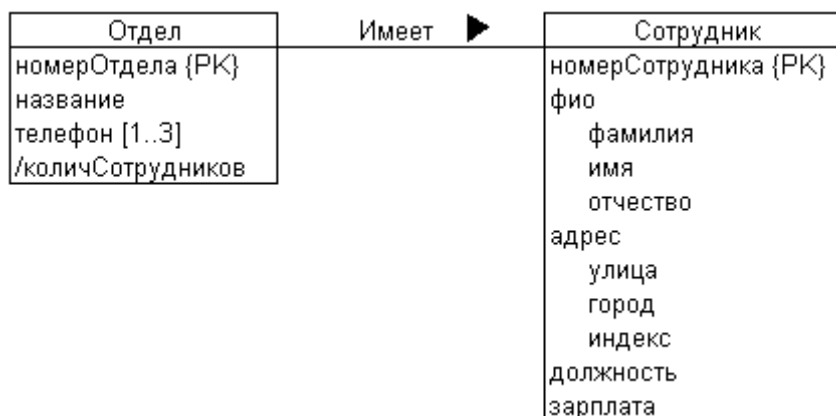 Отдел
номерОтдела {PK}
название
телефон [1..3]
/количСотрудников
Имеет
Сотрудник
номерСотрудника {PK}
фио
фамилия
имя
отчество
адрес
улица
город
индекс
должность
зарплата